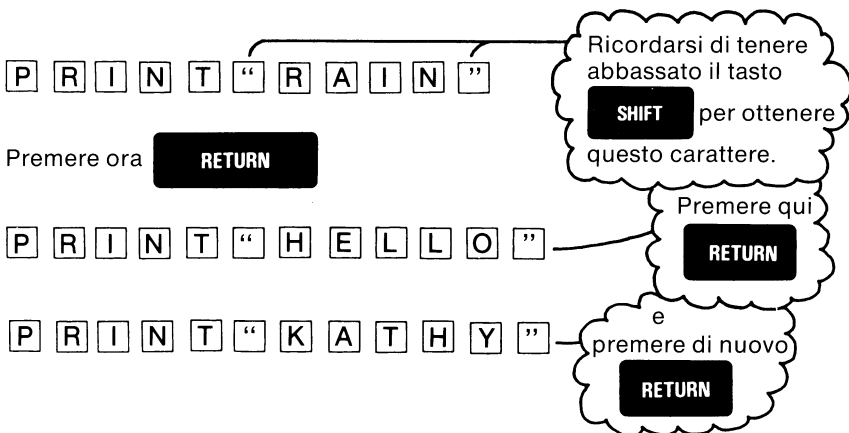 PRINT“RAIN”
Ricordarsi di tenere
abbassato il tasto
SHIFT per ottenere
questo carattere.
Premere ora RETURN
PRINT“HELLO”
Premere qui
RETURN
PRINT“KATHY”
e
premere di nuovo
RETURN